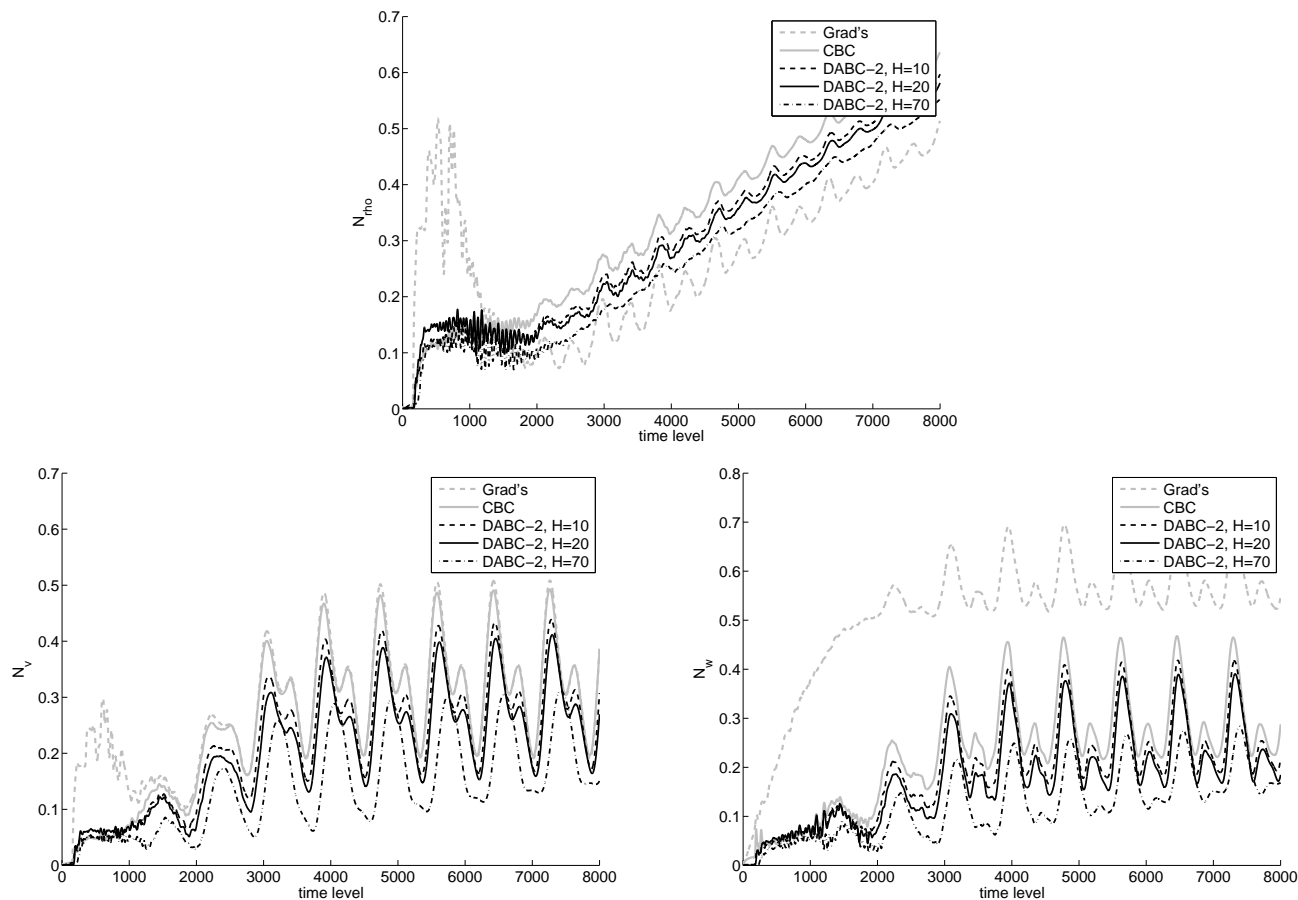 0.7
0.6
0.5
0.4
0.3
0.2
0.1
0
N_rho
0 1000 2000 3000 4000 5000 6000 7000 8000
time level
Grad's
CBC
DABC−2, H=10
DABC−2, H=20
DABC−2, H=70
0.7
0.6
0.5
0.4
0.3
0.2
0.1
0
N_v
0 1000 2000 3000 4000 5000 6000 7000 8000
time level
Grad's
CBC
DABC−2, H=10
DABC−2, H=20
DABC−2, H=70
0.8
0.7
0.6
0.5
0.4
0.3
0.2
0.1
0
N_w
0 1000 2000 3000 4000 5000 6000 7000 8000
time level
Grad's
CBC
DABC−2, H=10
DABC−2, H=20
DABC−2, H=70